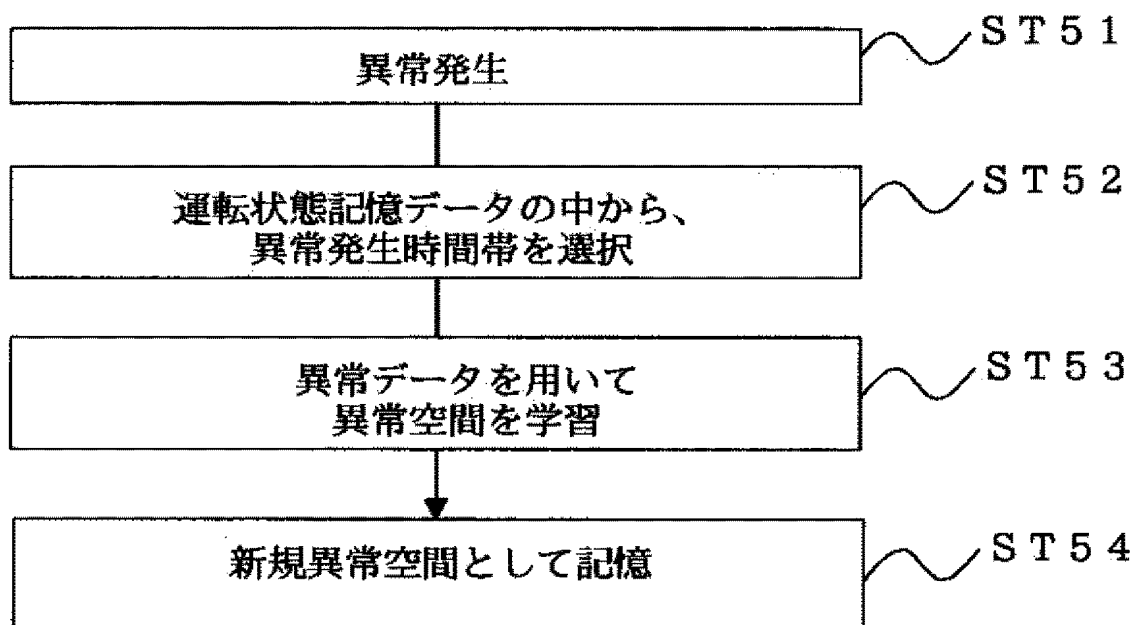 異常発生
ST51
運転状態記憶データの中から、
異常発生時間帯を選択
ST52
異常データを用いて
異常空間を学習
ST53
新規異常空間として記憶
ST54